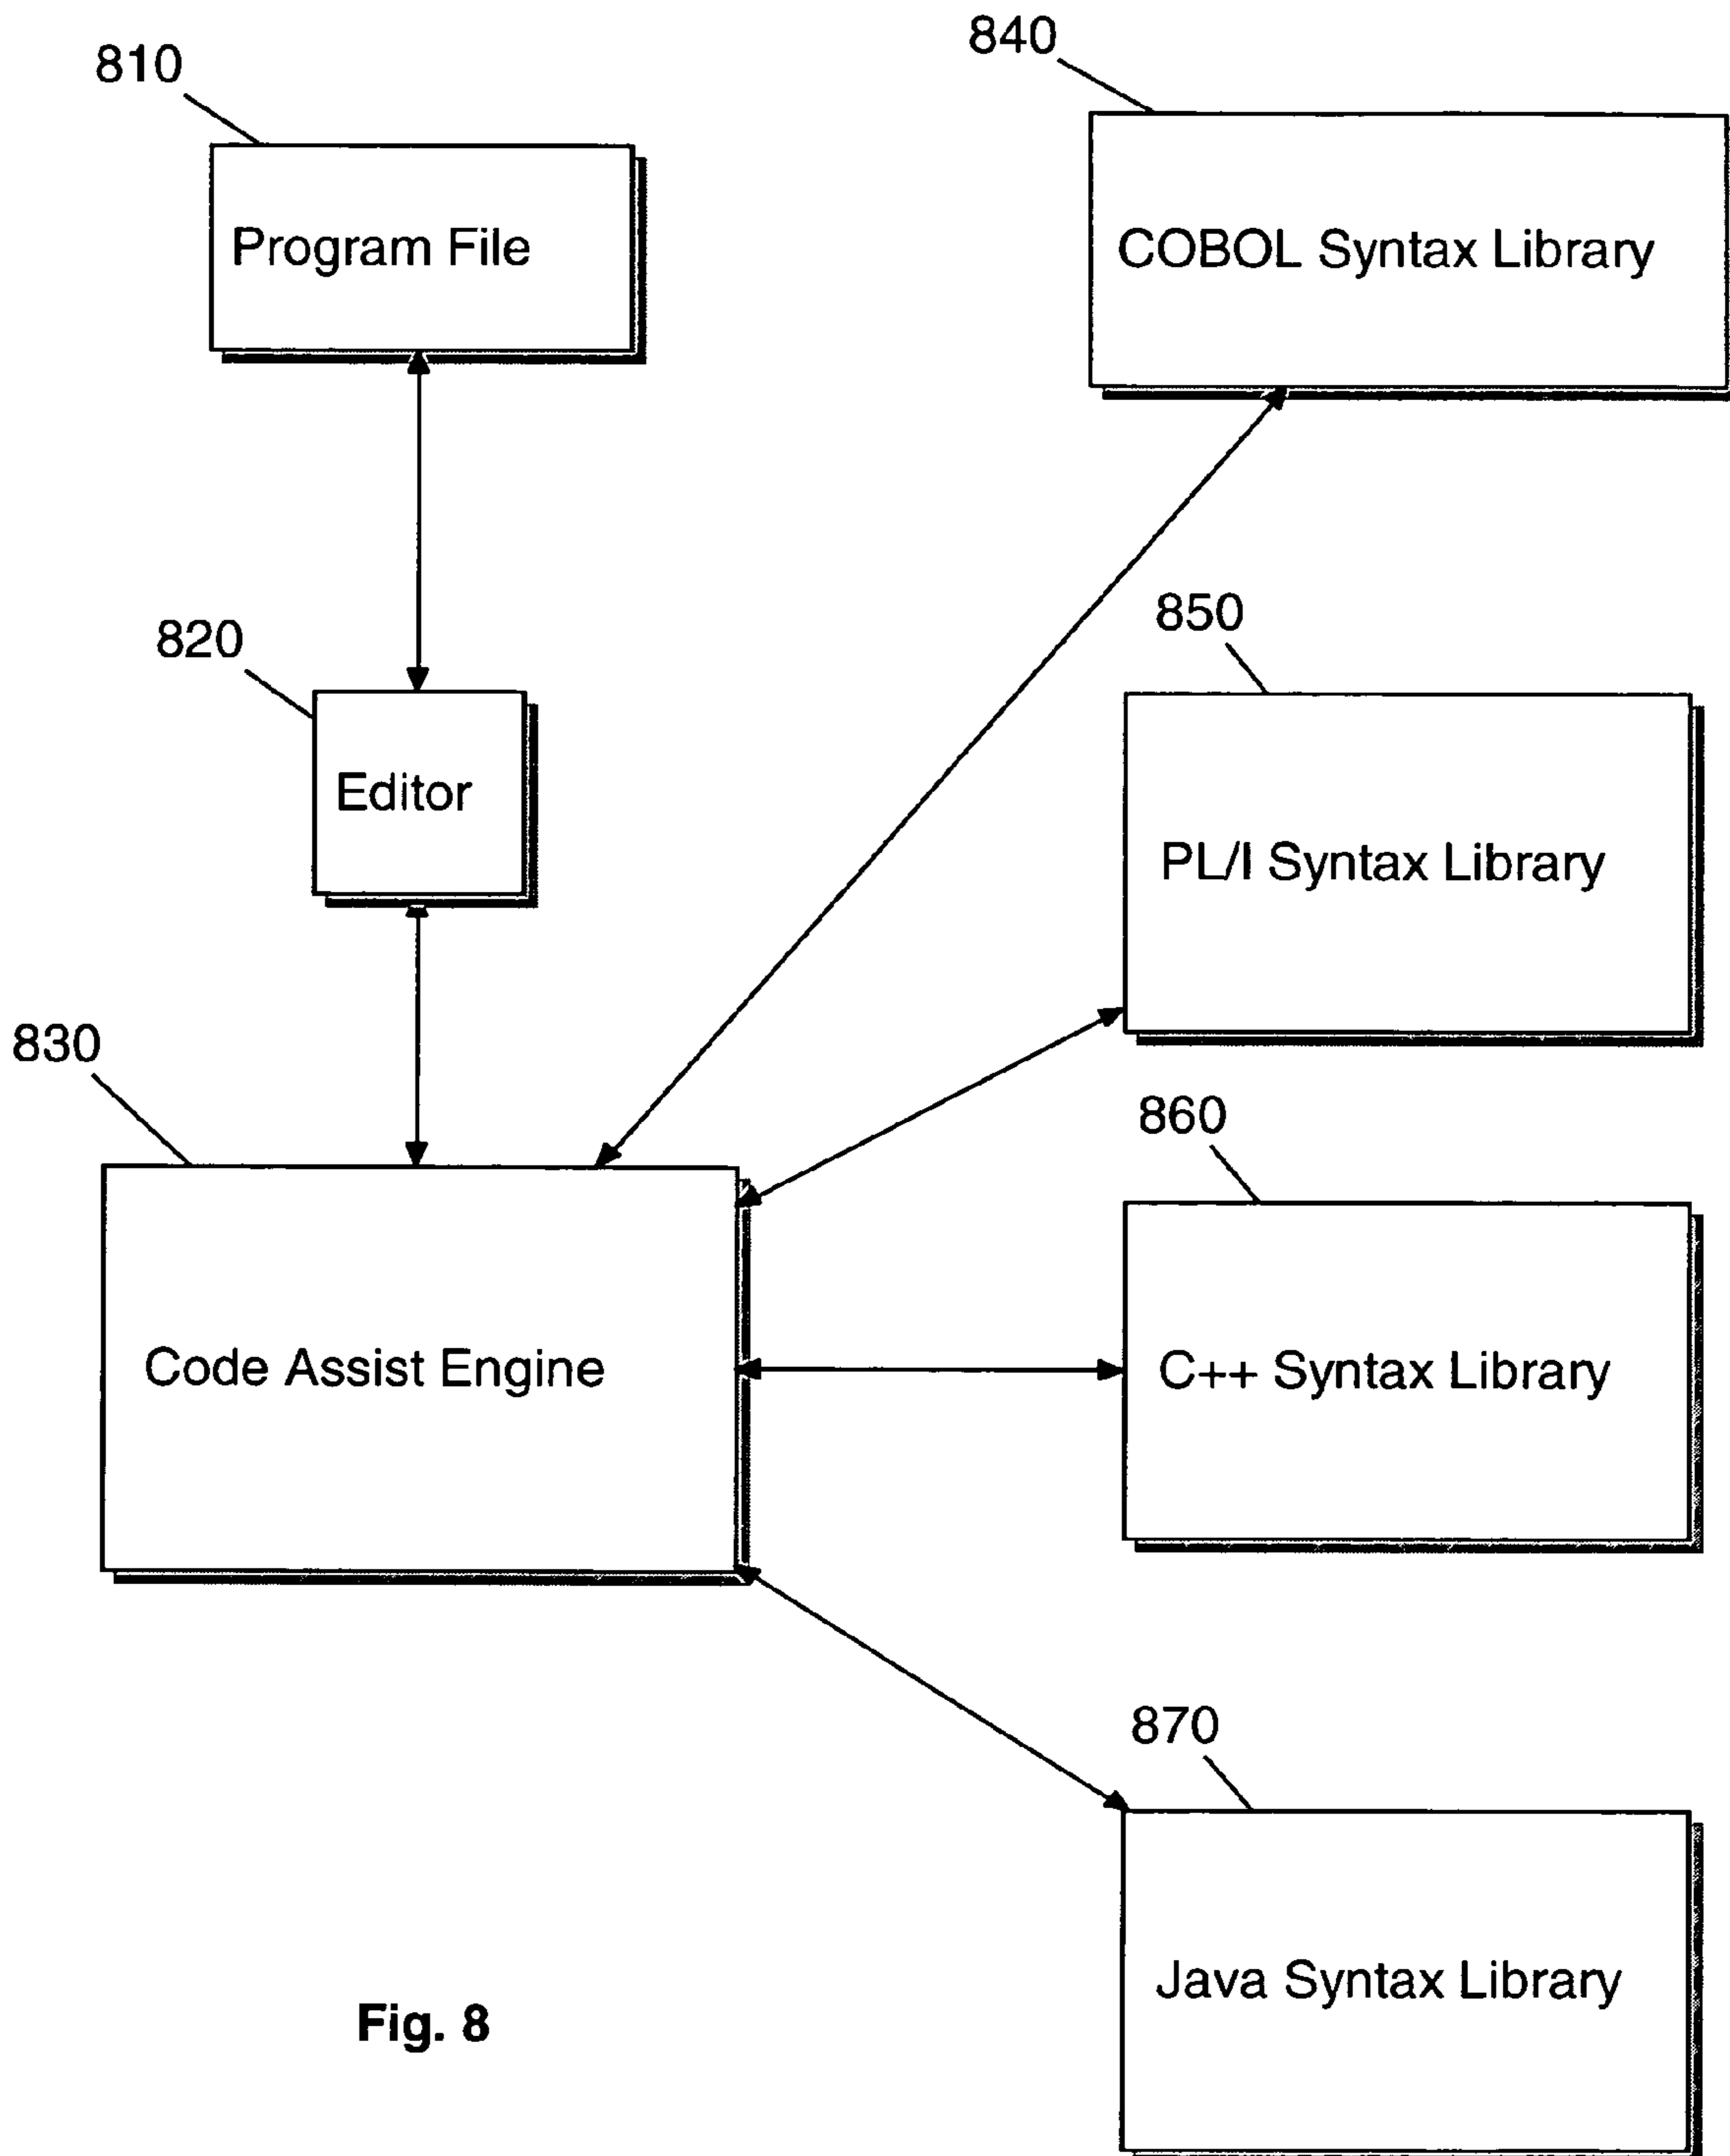 810
Program File
840
COBOL Syntax Library
820
Editor
850
PL/I Syntax Library
830
Code Assist Engine
860
C++ Syntax Library
870
Java Syntax Library
Fig. 8